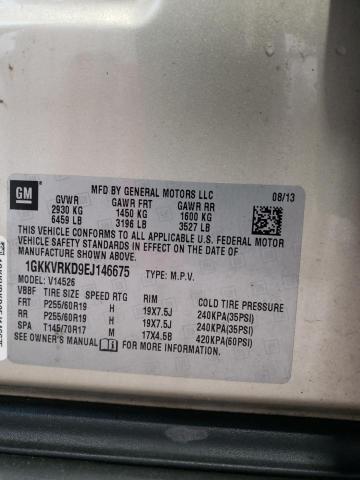 GM
MFD BY GENERAL MOTORS LLC 08/13
GVWR GAWR FRT GAWR RR
2930 KG 1450 KG 1600 KG
6459 LB 3196 LB 3527 LB
THIS VEHICLE CONFORMS TO ALL APPLICABLE U.S. FEDERAL MOTOR
VEHICLE SAFETY, BUMPER, AND THEFT PREVENTION STANDARDS
IN EFFECT ON THE DATE OF
MANUFACTURE SHOWN ABOVE.
1GKKVRKD9EJ146675 TYPE: M.P.V.
MODEL: V14526
VBBF TIRE SIZE SPEED RTG RIM COLD TIRE PRESSURE
FRT P255/60R19 H 19X7.5J 240KPA(35PSI)
RR P255/60R19 H 19X7.5J 240KPA(35PSI)
SPA T145/70R17 M 17X4.5B 420KPA(60PSI)
SEE OWNER'S MANUAL FOR MORE INFORMATION.